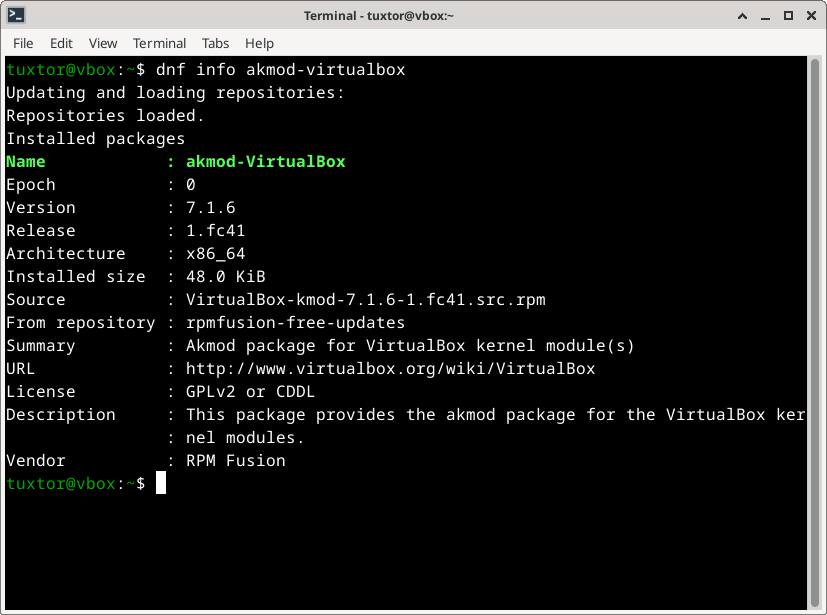 Terminal - tuxtor@vbox:~
File Edit View Terminal Tabs Help
tuxtor@vbox:~$ dnf info akmod-virtualbox
Updating and loading repositories:
Repositories loaded.
Installed packages
Name            : akmod-VirtualBox
Epoch           : 0
Version         : 7.1.6
Release         : 1.fc41
Architecture    : x86_64
Installed size  : 48.0 KiB
Source          : VirtualBox-kmod-7.1.6-1.fc41.src.rpm
From repository : rpmfusion-free-updates
Summary         : Akmod package for VirtualBox kernel module(s)
URL             : http://www.virtualbox.org/wiki/VirtualBox
License         : GPLv2 or CDDL
Description     : This package provides the akmod package for the VirtualBox ker
                : nel modules.
Vendor          : RPM Fusion
tuxtor@vbox:~$